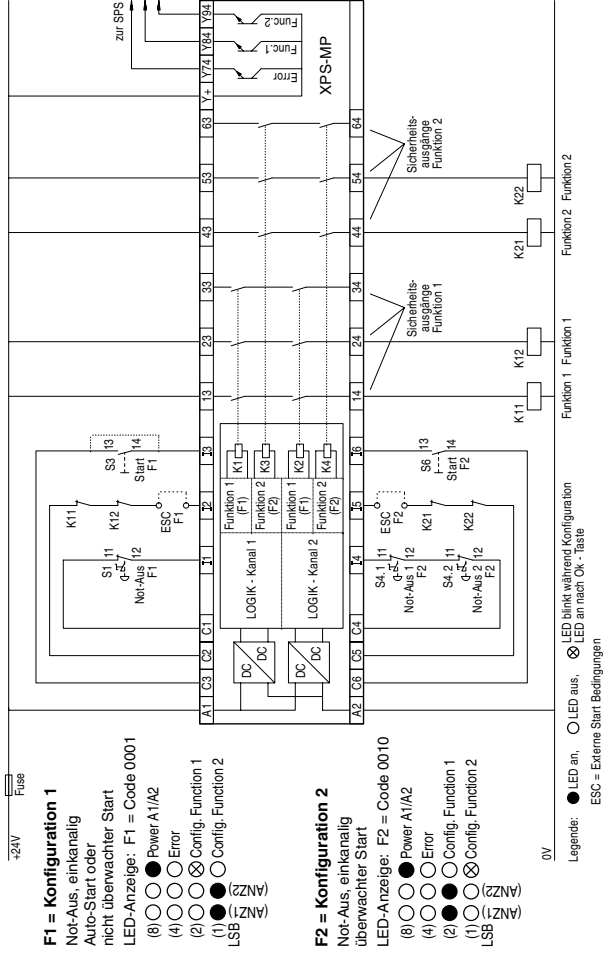 +24V
Fuse
F1 = Konfiguration 1
Not-Aus, einkanalig
Auto-Start oder
nicht überwachter Start
LED-Anzeige: F1 = Code 0001
(8) Power A1/A2
(4) Error
(2) Config. Function 1
(1) Config. Function 2
LSB (ANZ1) (ANZ2)
F2 = Konfiguration 2
Not-Aus, einkanalig
überwachter Start
LED-Anzeige: F2 = Code 0010
(8) Power A1/A2
(4) Error
(2) Config. Function 1
(1) Config. Function 2
LSB (ANZ1) (ANZ2)
0V
Legende: LED an, LED aus, LED blinkt während Konfiguration
LED an nach Ok - Taste
ESC = Externe Start Bedingungen
S1 11
12
Not-Aus
F1
K11
K12
ESC
F1
S3 13
14
Start
F1
zur SPS
A1 C3 C2 C1 I1 I2 I3 13 23 33 43 53 63 Y+ Y74 Y84 Y94
DC
DC
DC
DC
LOGIK - Kanal 1
LOGIK - Kanal 2
Funktion 1
(F1)
Funktion 2
(F2)
Funktion 1
(F1)
Funktion 2
(F2)
K1
K3
K2
K4
Error
Func.1
Func.2
XPS-MP
A2 C6 C5 C4 I4 I5 I6 14 24 34 44 54 64
S4.1 11
12
Not-Aus 1
F2
S4.2 11
12
Not-Aus 2
F2
ESC
F2
K21
K22
S6 13
14
Start
F2
Sicherheits-
ausgänge
Funktion 1
Sicherheits-
ausgänge
Funktion 2
K11
K12
K21
K22
Funktion 1
Funktion 1
Funktion 2
Funktion 2